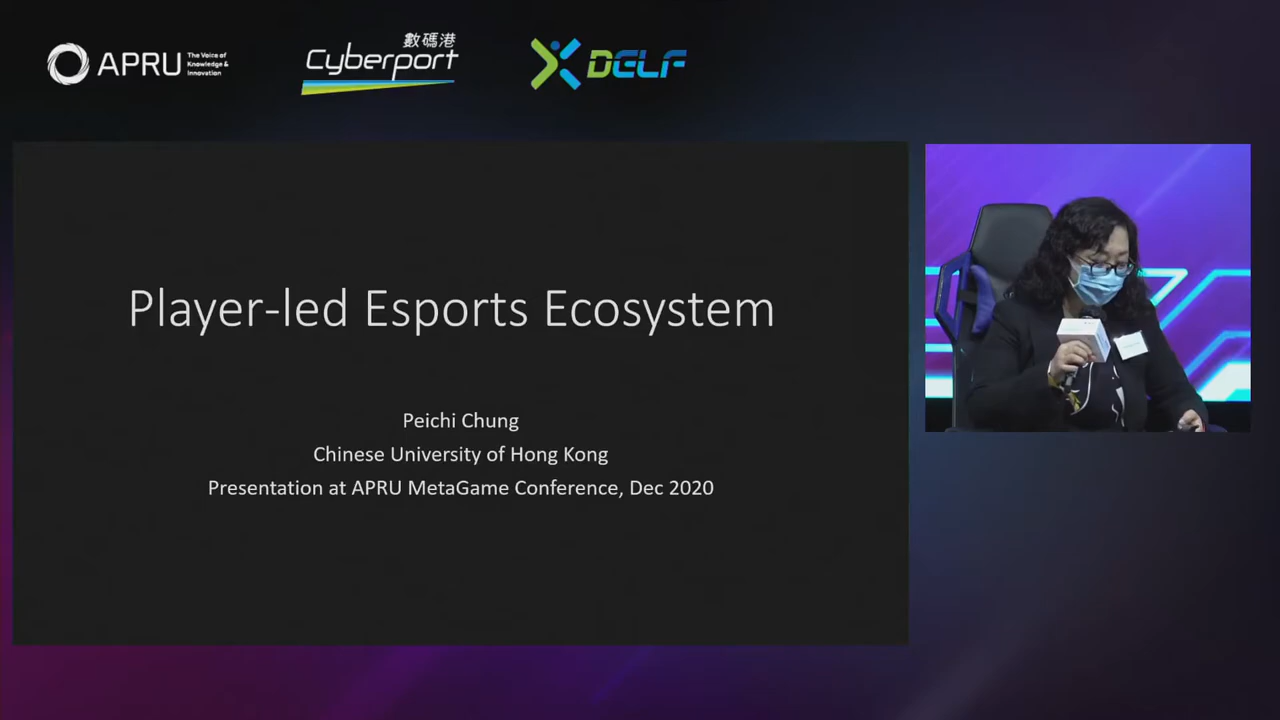 APRU
The Voice of
Knowledge &
Innovation
數碼港
Cyberport
DELF
Player-led Esports Ecosystem
Peichi Chung
Chinese University of Hong Kong
Presentation at APRU MetaGame Conference, Dec 2020